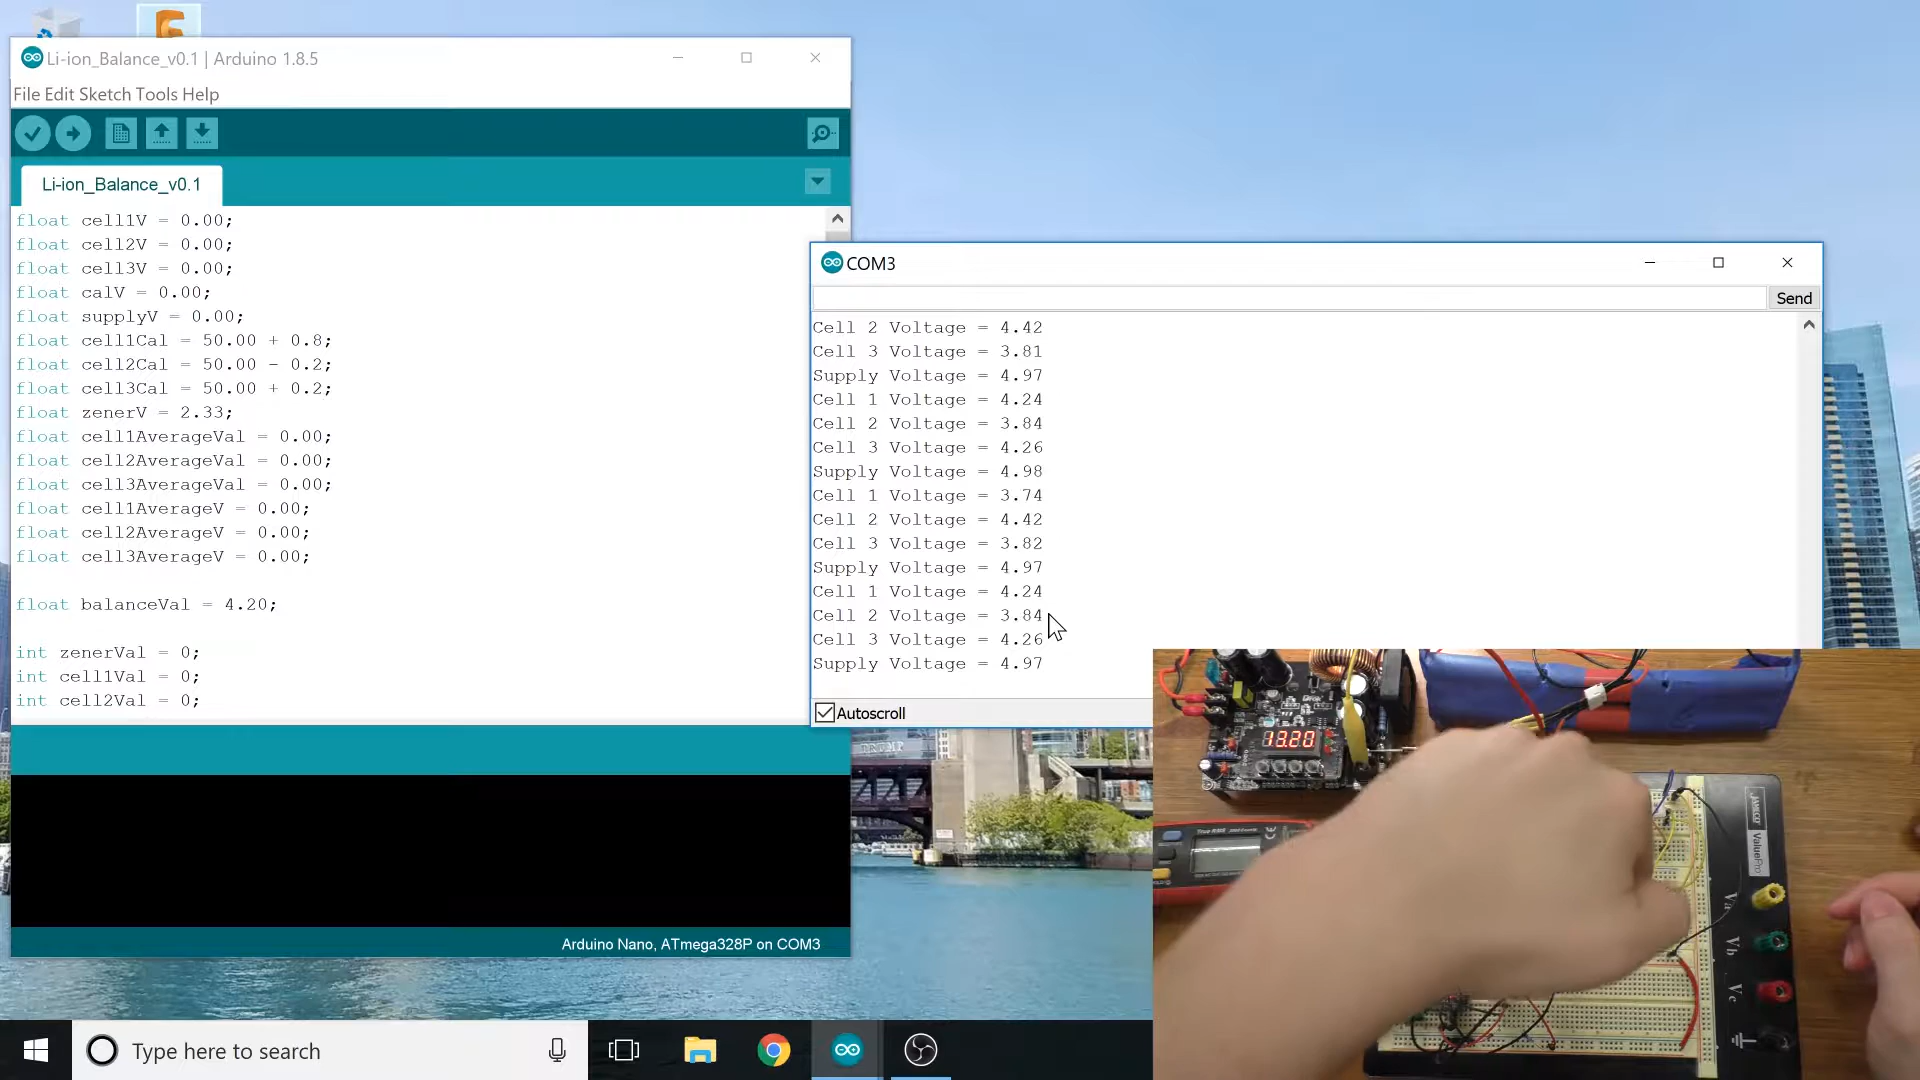 Li-ion_Balance_v0.1 | Arduino 1.8.5
File Edit Sketch Tools Help
Li-ion_Balance_v0.1
float cell1V = 0.00;
float cell2V = 0.00;
float cell3V = 0.00;
float calV = 0.00;
float supplyV = 0.00;
float cell1Cal = 50.00 + 0.8;
float cell2Cal = 50.00 - 0.2;
float cell3Cal = 50.00 + 0.2;
float zenerV = 2.33;
float cell1AverageVal = 0.00;
float cell2AverageVal = 0.00;
float cell3AverageVal = 0.00;
float cell1AverageV = 0.00;
float cell2AverageV = 0.00;
float cell3AverageV = 0.00;
float balanceVal = 4.20;
int zenerVal = 0;
int cell1Val = 0;
int cell2Val = 0;
Arduino Nano, ATmega328P on COM3
COM3
Send
Cell 2 Voltage = 4.42
Cell 3 Voltage = 3.81
Supply Voltage = 4.97
Cell 1 Voltage = 4.24
Cell 2 Voltage = 3.84
Cell 3 Voltage = 4.26
Supply Voltage = 4.98
Cell 1 Voltage = 3.74
Cell 2 Voltage = 4.42
Cell 3 Voltage = 3.82
Supply Voltage = 4.97
Cell 1 Voltage = 4.24
Cell 2 Voltage = 3.84
Cell 3 Voltage = 4.26
Supply Voltage = 4.97
Autoscroll
TRUMP
13.20
True RMS
JAYCAR
ValuePro
Vb
Vc
Type here to search